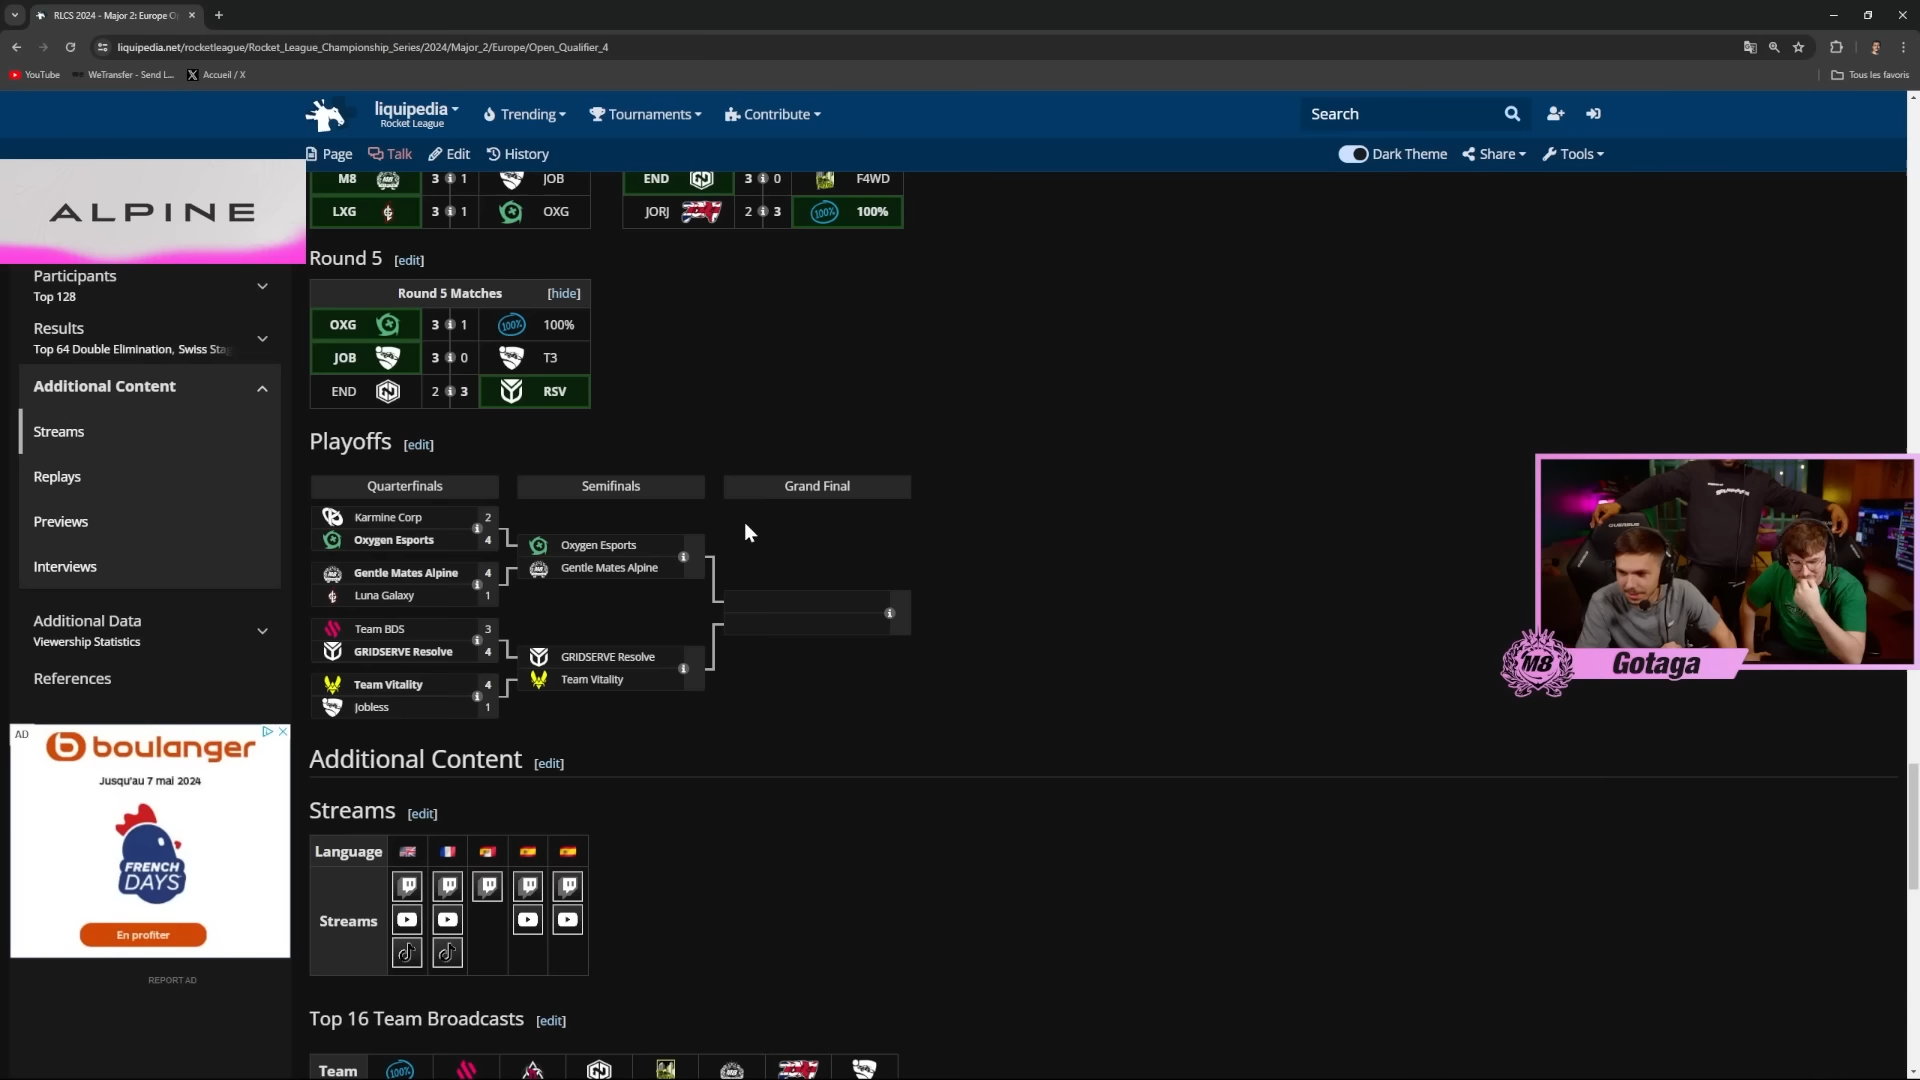 RLCS 2024 - Major 2: Europe O
liquipedia.net/rocketleague/Rocket_League_Championship_Series/2024/Major_2/Europe/Open_Qualifier_4
YouTube
WeTransfer - Send L...
Accueil / X
Tous les favoris
liquipedia
Rocket League
Trending
Tournaments
Contribute
Search
Page
Talk
Edit
History
Dark Theme
Share
Tools
ALPINE
M8 3 1 JOB
END 3 0 F4WD
LXG 3 1 OXG
JORJ 2 3 100% 100%
Participants
Top 128
Results
Top 64 Double Elimination, Swiss Sta
Additional Content
Streams
Replays
Previews
Interviews
Additional Data
Viewership Statistics
References
Round 5 [edit]
Round 5 Matches [hide]
OXG 3 1 100% 100%
JOB 3 0 T3
END 2 3 RSV
Playoffs [edit]
Quarterfinals
Semifinals
Grand Final
Karmine Corp 2
Oxygen Esports 4
Gentle Mates Alpine 4
Luna Galaxy 1
Team BDS 3
GRIDSERVE Resolve 4
Team Vitality 4
Jobless 1
Oxygen Esports
Gentle Mates Alpine
GRIDSERVE Resolve
Team Vitality
M8 Gotaga
AD
boulanger
Jusqu'au 7 mai 2024
FRENCH
DAYS
En profiter
REPORT AD
Additional Content [edit]
Streams [edit]
Language
Streams
Top 16 Team Broadcasts [edit]
Team 100%